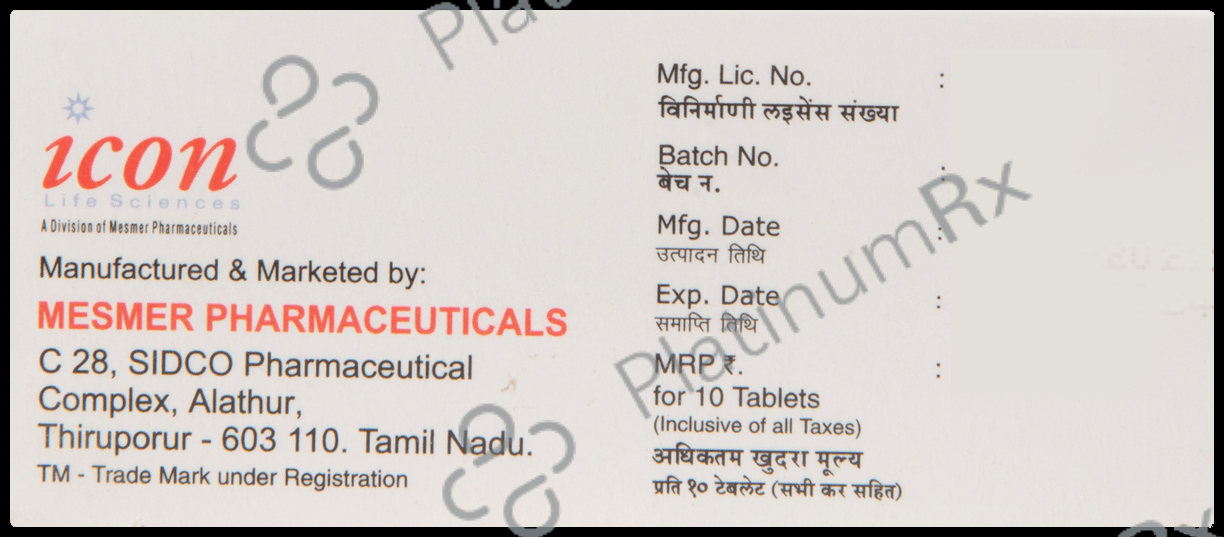 icon
Life Sciences
A Division of Mesmer Pharmaceuticals
Manufactured & Marketed by:
MESMER PHARMACEUTICALS
C 28, SIDCO Pharmaceutical
Complex, Alathur,
Thiruporur - 603 110. Tamil Nadu.
TM - Trade Mark under Registration
Mfg. Lic. No. :
विनिर्माणी लइसेंस संख्या
Batch No. :
बेच न.
Mfg. Date :
उत्पादन तिथि
Exp. Date :
समाप्ति तिथि
MRP ₹. :
for 10 Tablets
(Inclusive of all Taxes)
अधिकतम खुदरा मूल्य
प्रति १० टेबलेट (सभी कर सहित)
PlatinumRx